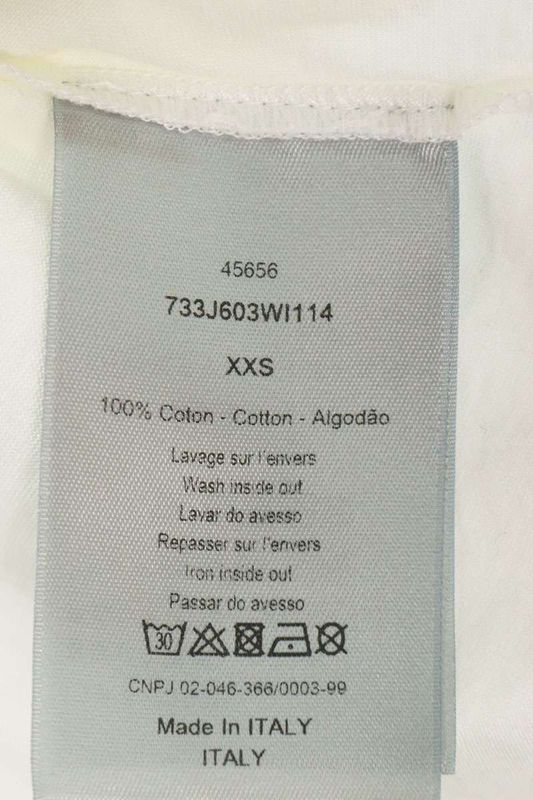 45656
733J603WI114
XXS
100% Coton - Cotton - Algodão
Lavage sur l'envers
Wash inside out
Lavar do avesso
Repasser sur l'envers
Iron inside out
Passar do avesso
30
CNPJ 02-046-366/0003-99
Made In ITALY
ITALY